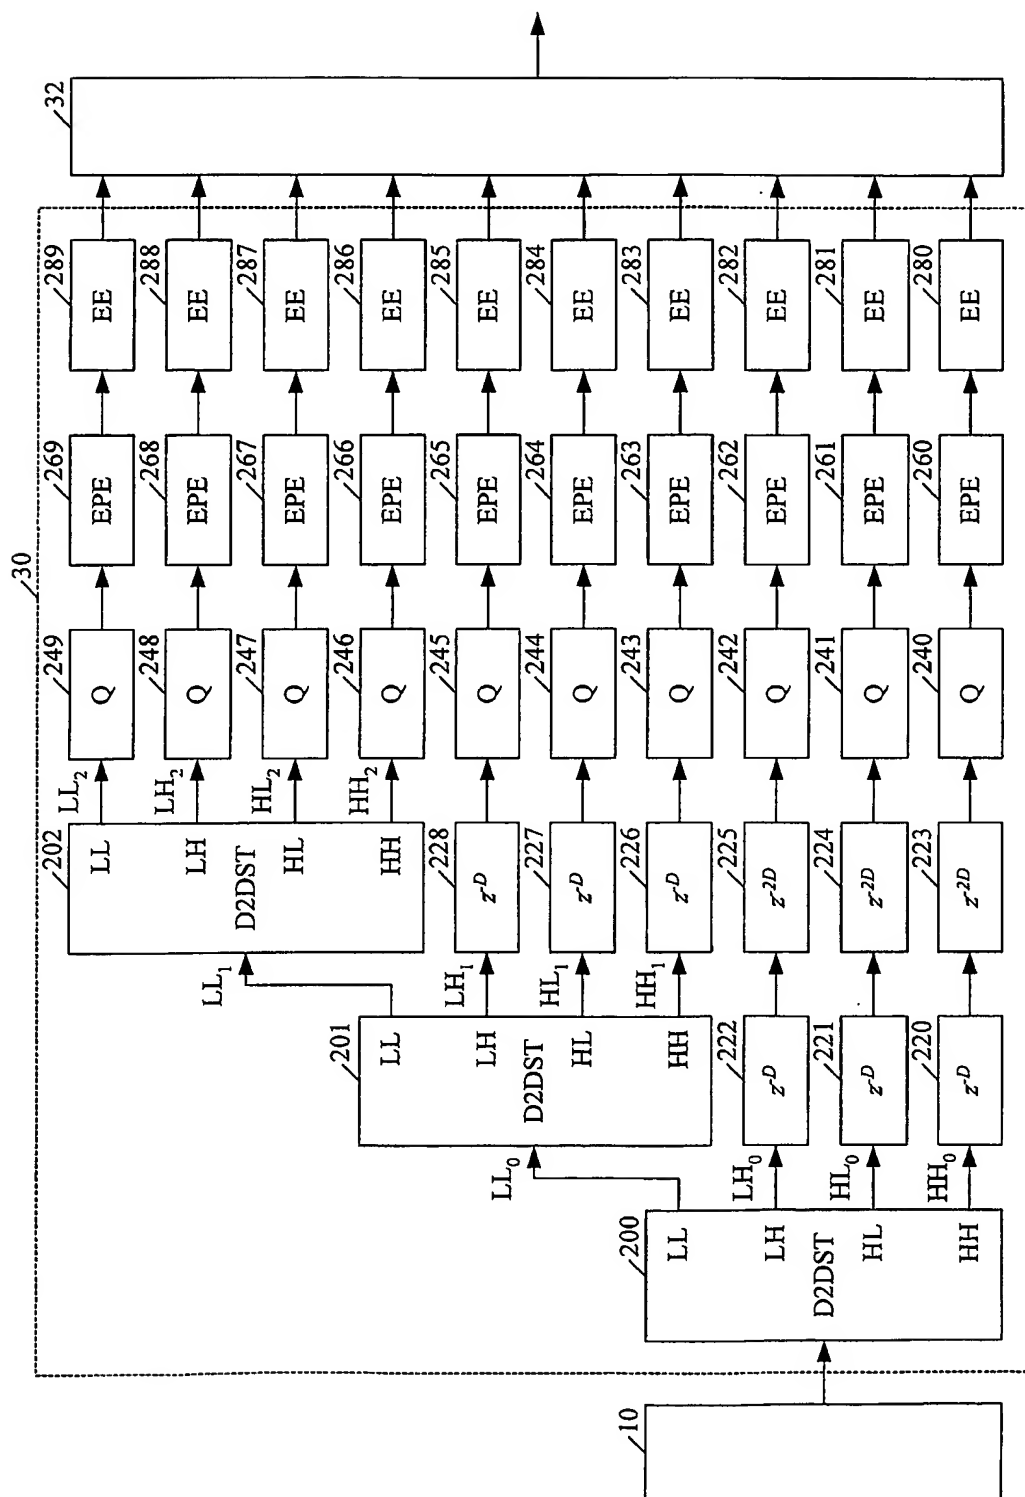 30
202
249
269
289
32
LL
LL₂
Q
EPE
EE
248
268
288
LH
LH₂
Q
EPE
EE
LL₁
D2DST
247
267
287
HL
HL₂
Q
EPE
EE
201
246
266
286
LL
HH
HH₂
Q
EPE
EE
228
245
265
285
LH
LH₁
z⁻ᴰ
Q
EPE
EE
LL₀
D2DST
227
244
264
284
HL
HL₁
z⁻ᴰ
Q
EPE
EE
10
200
226
243
263
283
LL
HH
HH₁
z⁻ᴰ
Q
EPE
EE
222
225
242
262
282
LH
LH₀
z⁻ᴰ
z⁻²ᴰ
Q
EPE
EE
D2DST
221
224
241
261
281
HL
HL₀
z⁻ᴰ
z⁻²ᴰ
Q
EPE
EE
220
223
240
260
280
HH
HH₀
z⁻ᴰ
z⁻²ᴰ
Q
EPE
EE